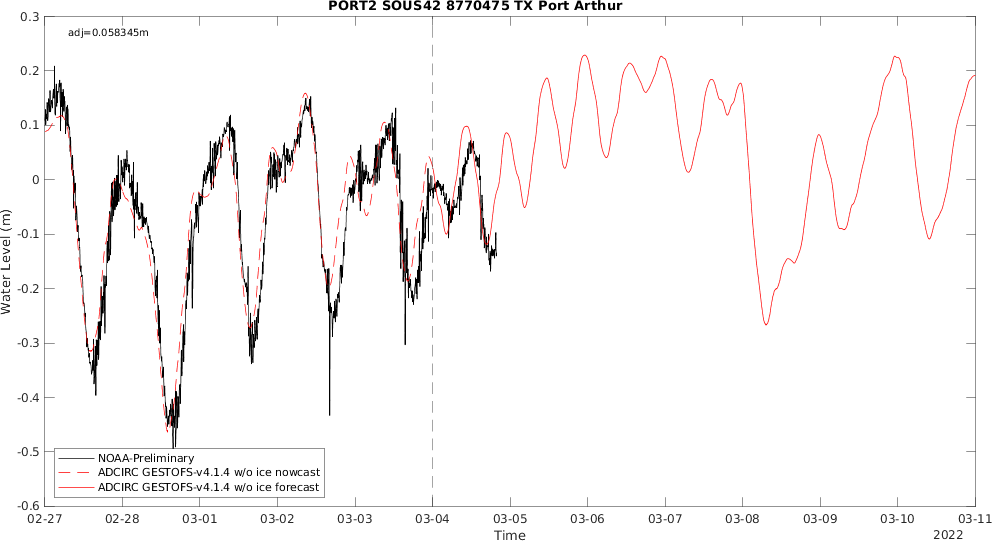 PORT2 SOUS42 8770475 TX Port Arthur
adj=0.058345m
0.3
0.2
0.1
0
-0.1
-0.2
-0.3
-0.4
-0.5
-0.6
Water Level (m)
NOAA-Preliminary
ADCIRC GESTOFS-v4.1.4 w/o ice nowcast
ADCIRC GESTOFS-v4.1.4 w/o ice forecast
02-27 02-28 03-01 03-02 03-03 03-04 03-05 03-06 03-07 03-08 03-09 03-10 03-11
Time
2022